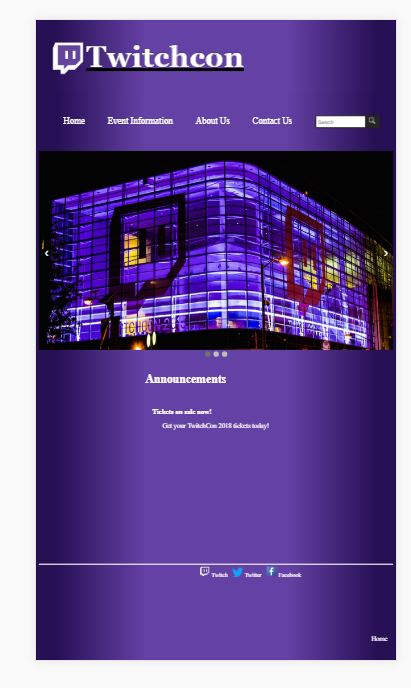 Twitchcon
Home Event Information About Us Contact Us Search
Announcements
Tickets on sale now!
Get your TwitchCon 2018 tickets today!
Twitch Twitter Facebook
Home